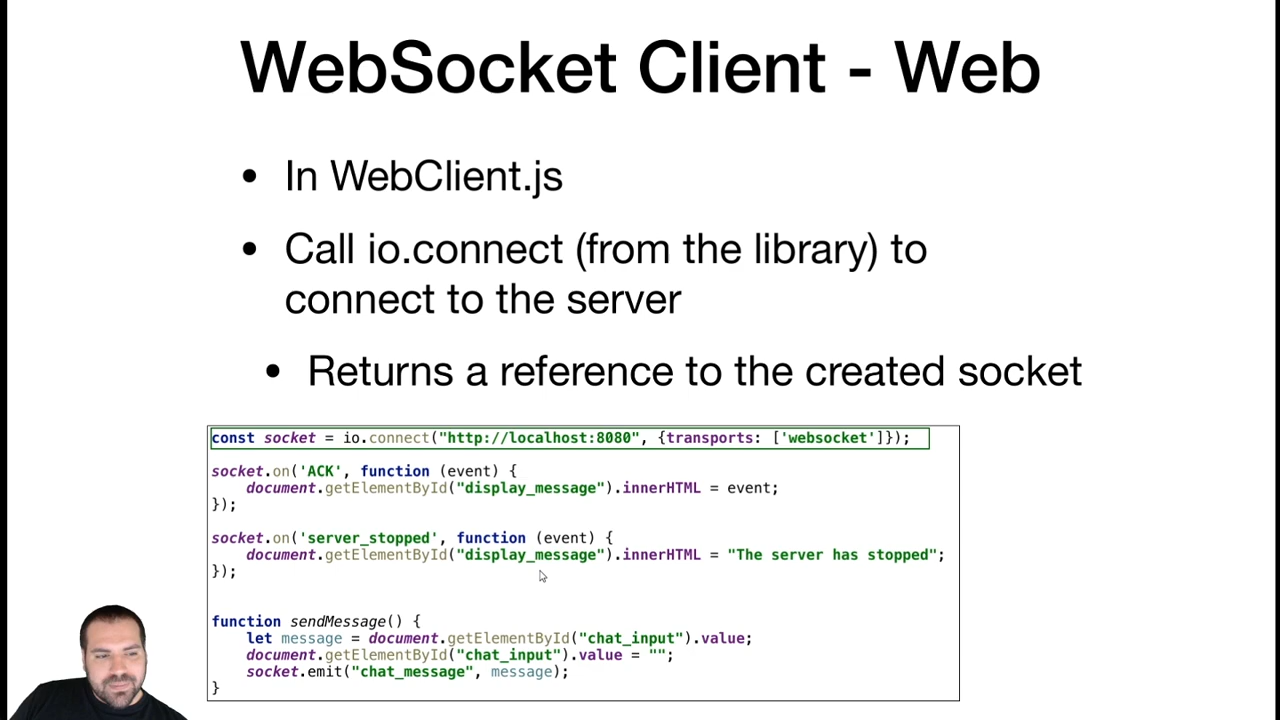 WebSocket Client - Web
• In WebClient.js
• Call io.connect (from the library) to
connect to the server
• Returns a reference to the created socket
const socket = io.connect("http://localhost:8080", {transports: ['websocket']});
socket.on('ACK', function (event) {
    document.getElementById("display_message").innerHTML = event;
});
socket.on('server_stopped', function (event) {
    document.getElementById("display_message").innerHTML = "The server has stopped";
});
function sendMessage() {
    let message = document.getElementById("chat_input").value;
    document.getElementById("chat_input").value = "";
    socket.emit("chat_message", message);
}